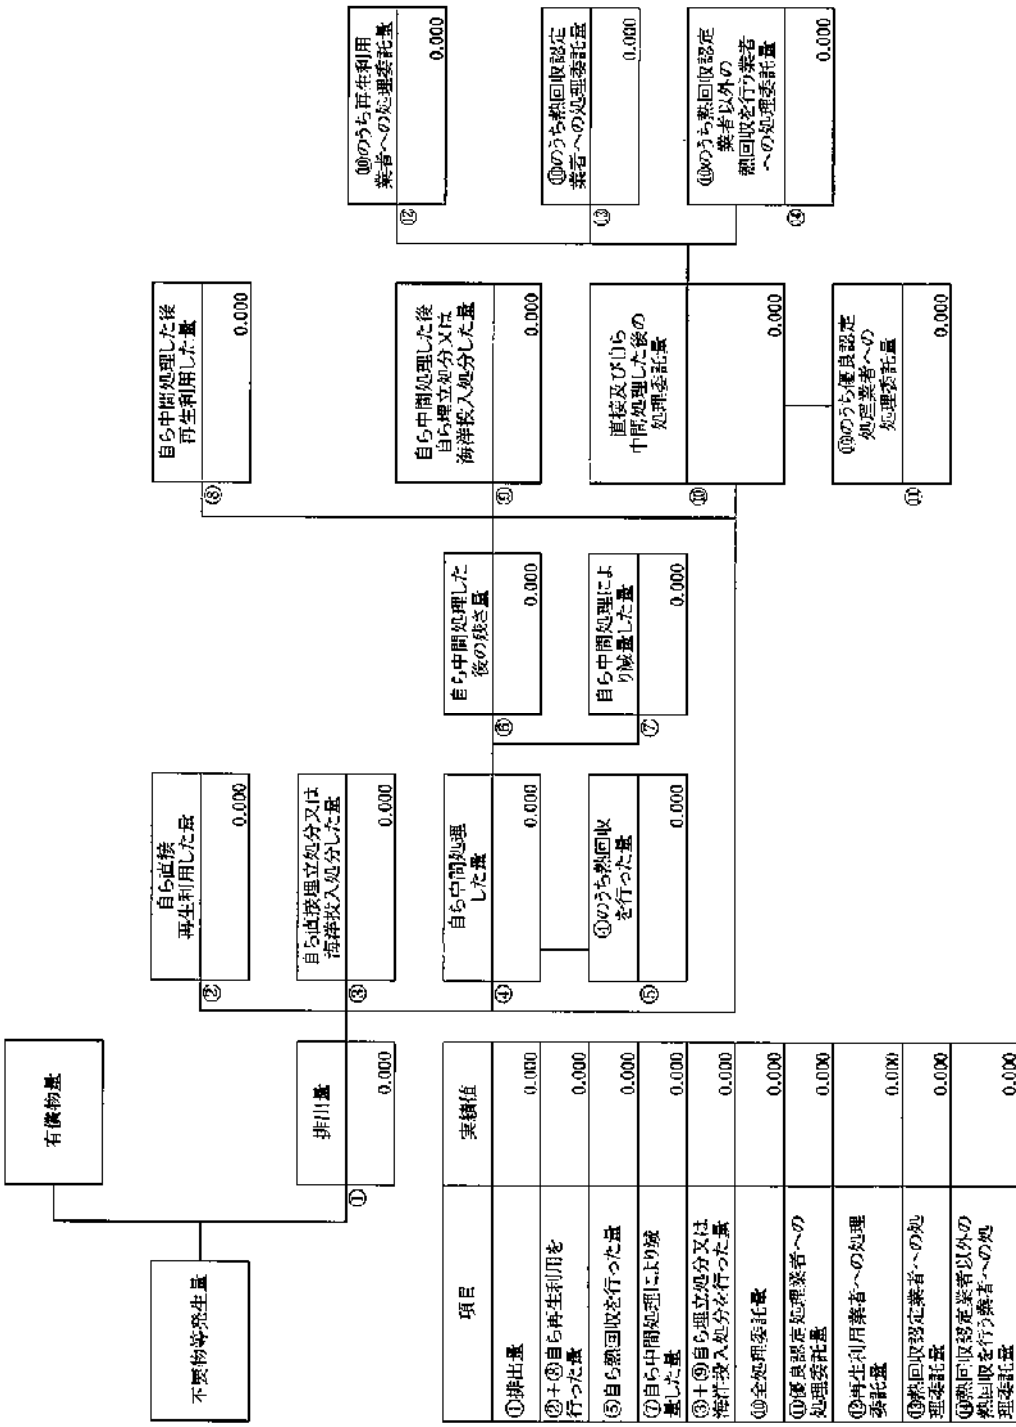 不要物等発生量
有償物量
排出量
①
0.000
自ら直接
再生利用した量
②
0.000
自ら直接埋立処分又は
海洋投入処分した量
③
0.000
自ら中間処理
した量
④
0.000
④のうち熱回収
を行った量
⑤
0.000
自ら中間処理した
後の残さ量
⑥
0.000
自ら中間処理によ
り減量した量
⑦
0.000
自ら中間処理した後
再生利用した量
⑧
0.000
自ら中間処理した後
自ら埋立処分又は
海洋投入処分した量
⑨
0.000
直接及び自ら
中間処理した後の
処理委託量
⑩
0.000
⑩のうち優良認定
処理業者への
処理委託量
⑪
0.000
⑩のうち再生利用
業者への処理委託量
⑫
0.000
⑩のうち熱回収認定
業者への処理委託量
⑬
0.000
⑩のうち熱回収認定
業者以外の
熱回収を行う業者
への処理委託量
⑭
0.000
項目
実績値
①排出量
0.000
②+⑧自ら再生利用を
行った量
0.000
⑤自ら熱回収を行った量
0.000
⑦自ら中間処理により減
量した量
0.000
③+⑨自ら埋立処分又は
海洋投入処分を行った量
0.000
⑩全処理委託量
0.000
⑪優良認定処理業者への
処理委託量
0.000
⑫再生利用業者への処理
委託量
0.000
⑬熱回収認定業者への処
理委託量
0.000
⑭熱回収認定業者以外の
熱回収を行う業者への処
理委託量
0.000